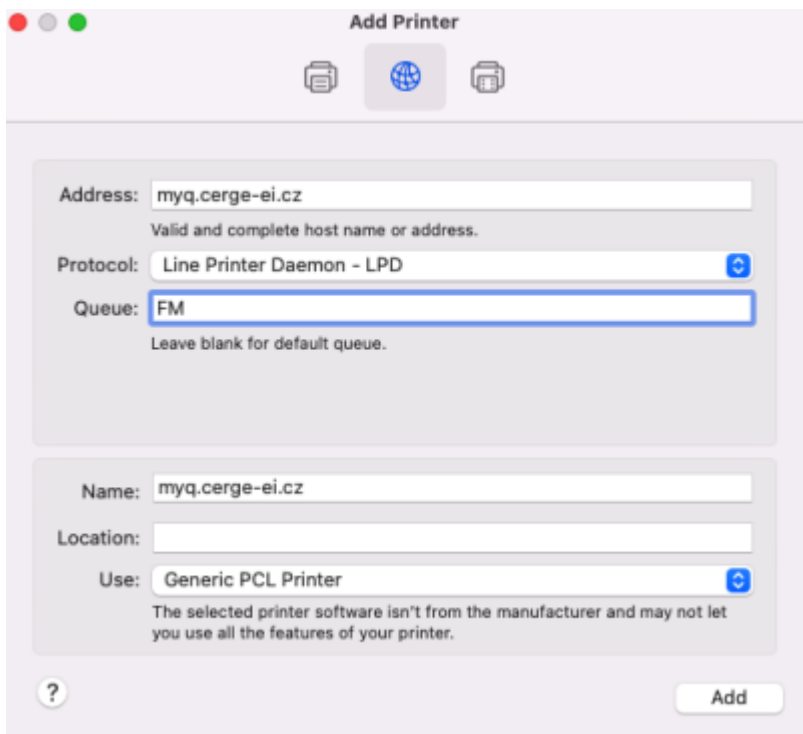 Add Printer
Address: myq.cerge-ei.cz
Valid and complete host name or address.
Protocol: Line Printer Daemon - LPD
Queue: FM
Leave blank for default queue.
Name: myq.cerge-ei.cz
Location:
Use: Generic PCL Printer
The selected printer software isn't from the manufacturer and may not let
you use all the features of your printer.
? Add